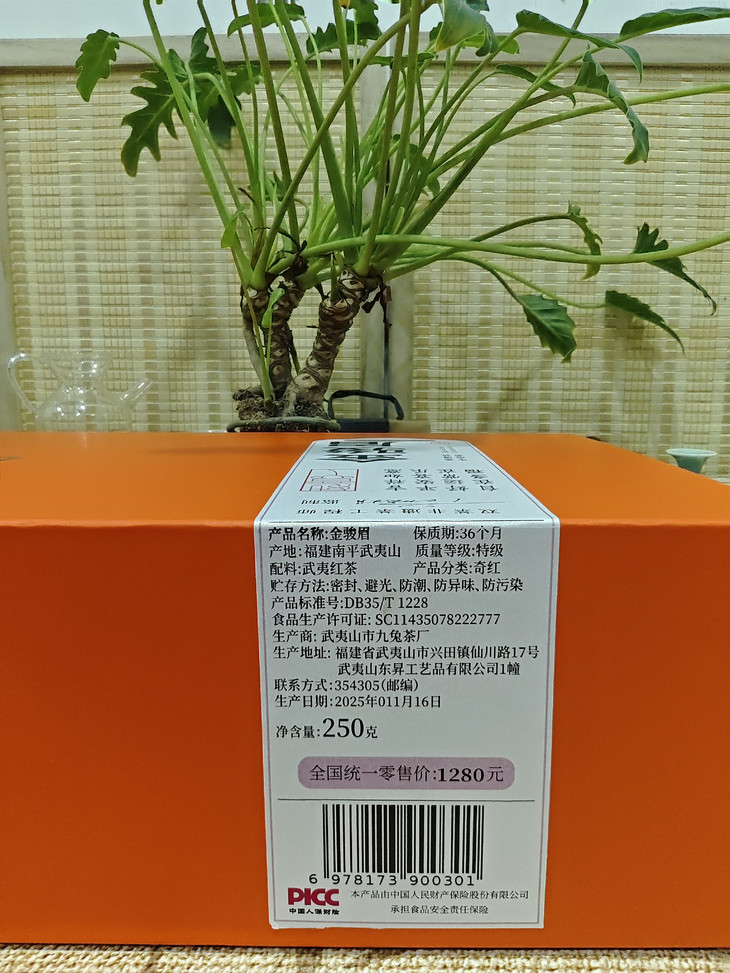 产品名称:金骏眉 保质期:36个月
产地:福建南平武夷山 质量等级:特级
配料:武夷红茶 产品分类:奇红
贮存方法:密封、避光、防潮、防异味、防污染
产品标准号:DB35/T 1228
食品生产许可证: SC11435078222777
生产商: 武夷山市九兔茶厂
生产地址: 福建省武夷山市兴田镇仙川路17号
武夷山东昇工艺品有限公司1幢
联系方式:354305(邮编)
生产日期:2025年011月16日
净含量:250克
全国统一零售价:1280元
6 978173 900301
PICC
中国人保财险
本产品由中国人民财产保险股份有限公司
承担食品安全责任保险